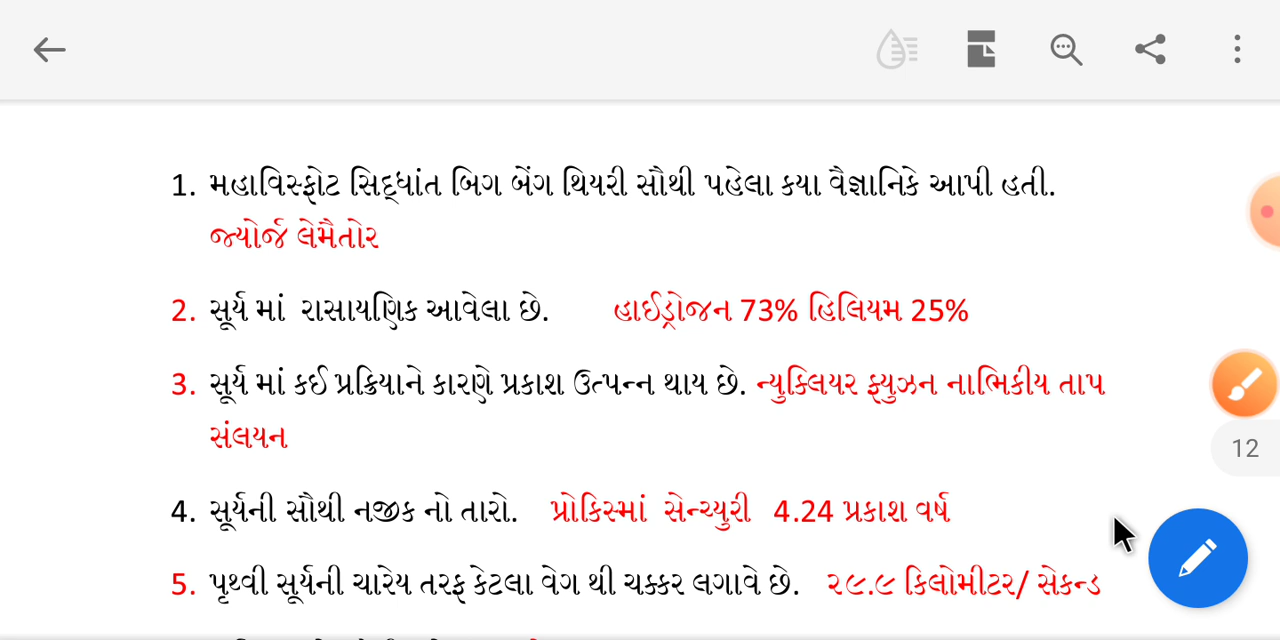 1. મહાવિસ્ફોટ સિદ્ધાંત બિગ બેંગ થિયરી સૌથી પહેલા કયા વૈજ્ઞાનિકે આપી હતી.
જ્યોર્જ લેમૈતોર
2. સૂર્ય માં રાસાયણિક આવેલા છે. હાઈડ્રોજન 73% હિલિયમ 25%
3. સૂર્ય માં કઈ પ્રક્રિયાને કારણે પ્રકાશ ઉત્પન્ન થાય છે. ન્યુક્લિયર ફ્યુઝન નાભિકીય તાપ
સંલયન
12
4. સૂર્યની સૌથી નજીક નો તારો. પ્રોકિસ્માં સેન્ચ્યુરી 4.24 પ્રકાશ વર્ષ
5. પૃથ્વી સૂર્યની ચારેય તરફ કેટલા વેગ થી ચક્કર લગાવે છે. ૨૯.૯ કિલોમીટર/ સેકન્ડ